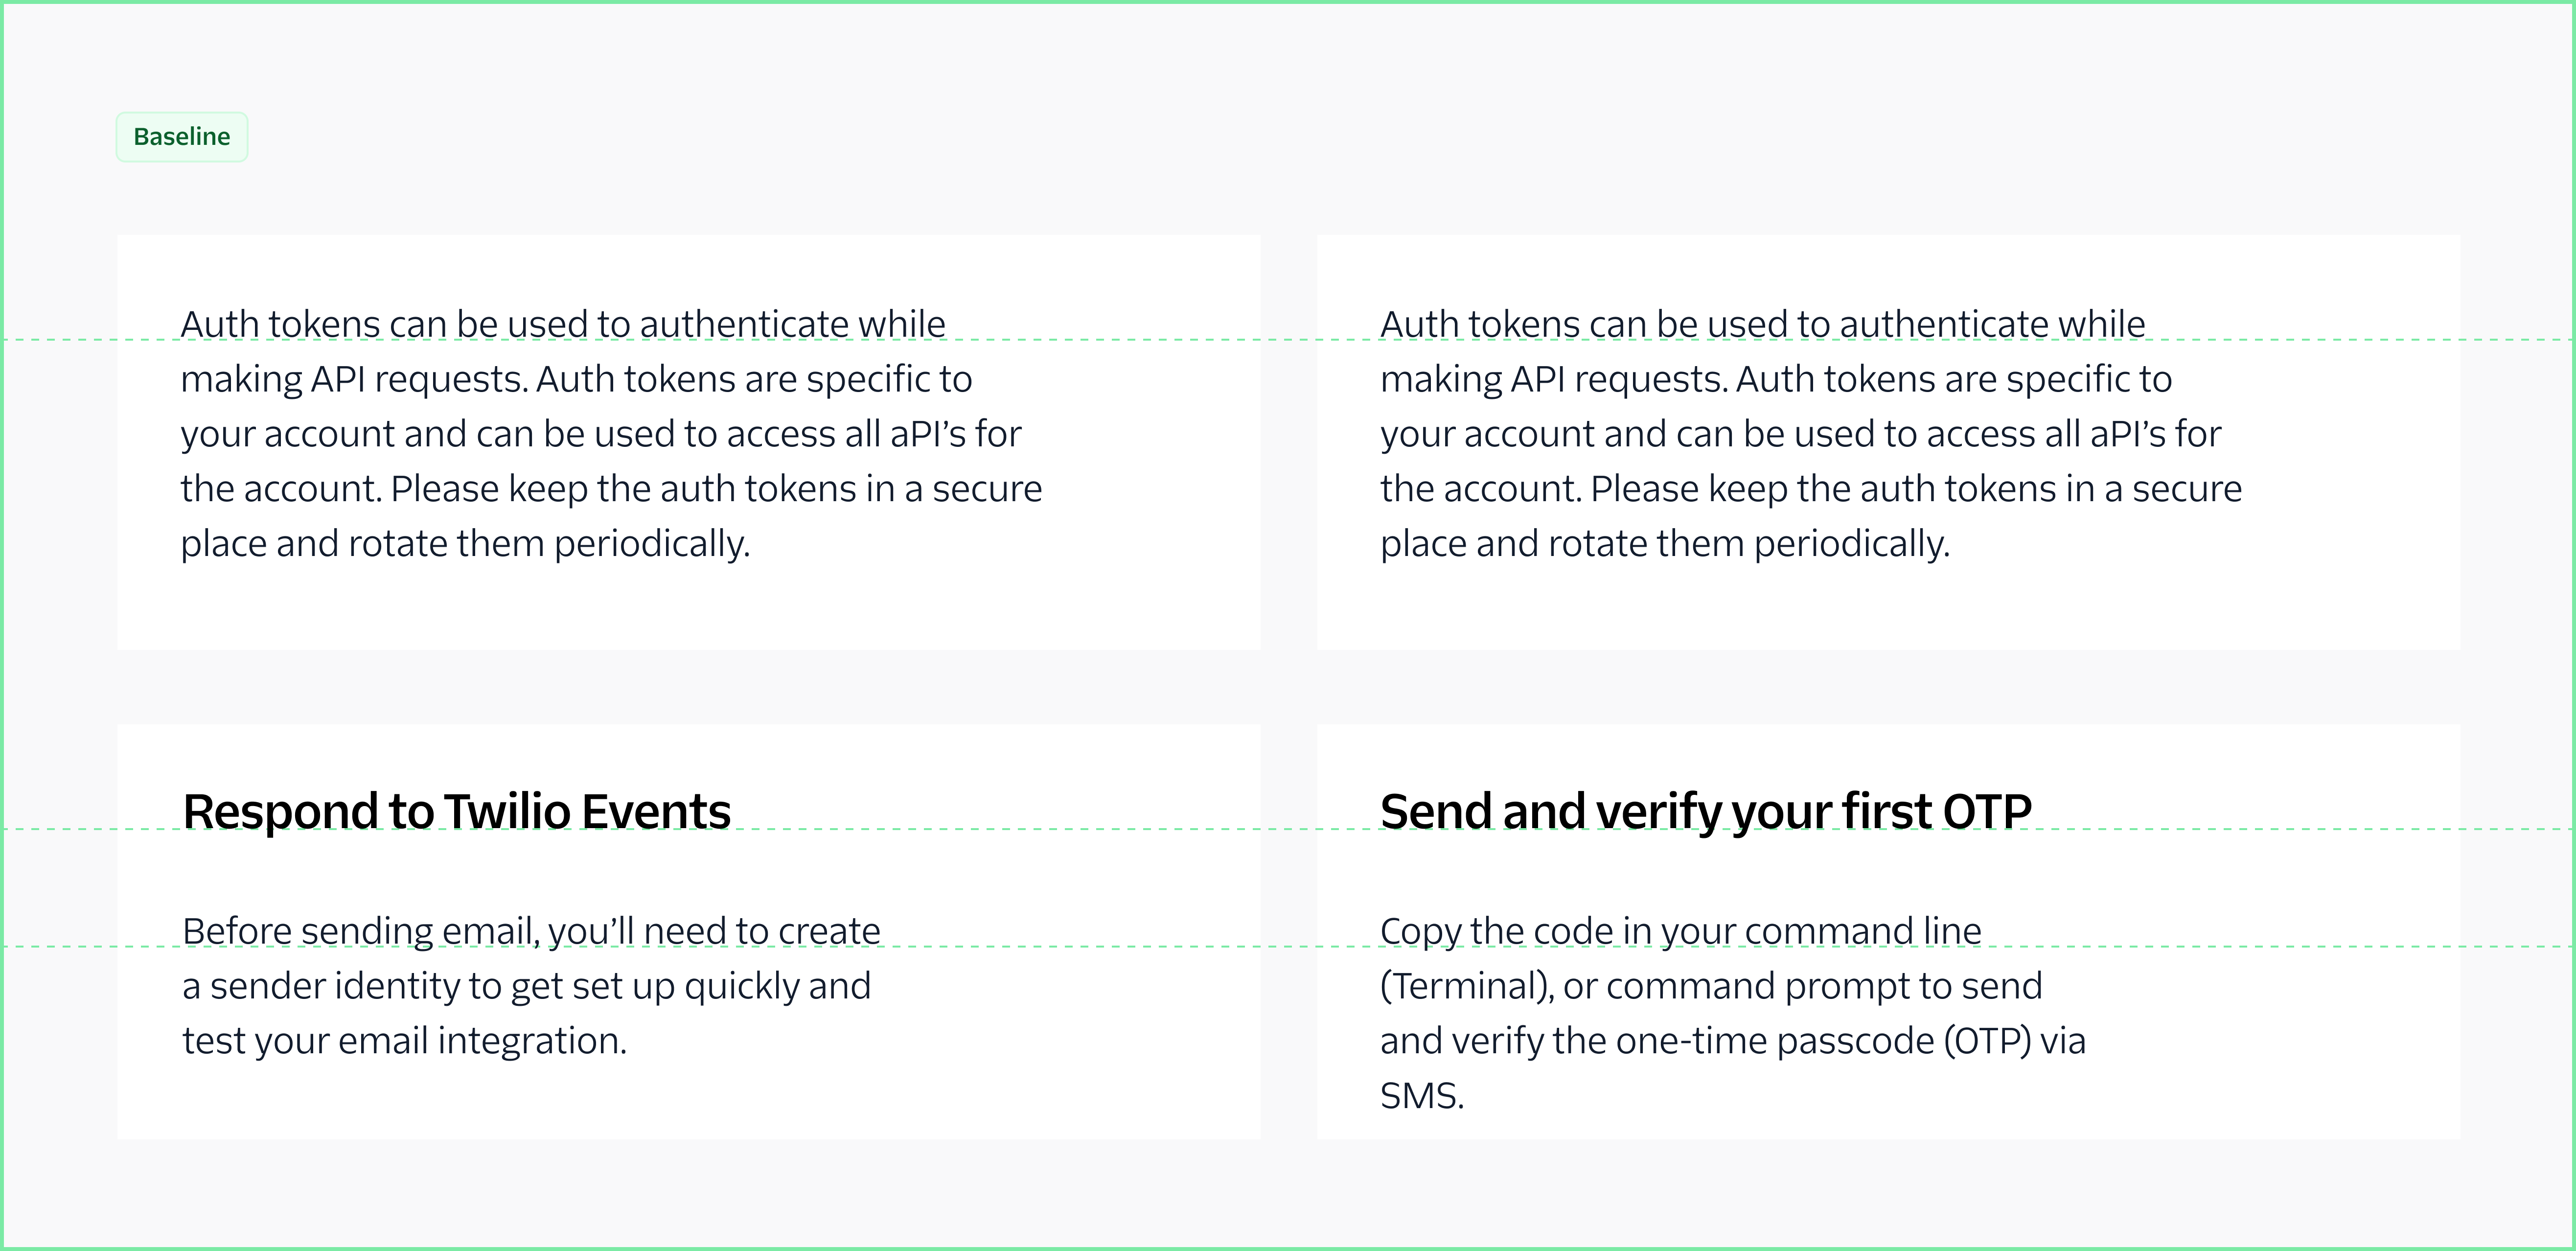 Baseline
Auth tokens can be used to authenticate while
making API requests. Auth tokens are specific to
your account and can be used to access all aPI’s for
the account. Please keep the auth tokens in a secure
place and rotate them periodically.
Auth tokens can be used to authenticate while
making API requests. Auth tokens are specific to
your account and can be used to access all aPI’s for
the account. Please keep the auth tokens in a secure
place and rotate them periodically.
Respond to Twilio Events
Before sending email, you’ll need to create
a sender identity to get set up quickly and
test your email integration.
Send and verify your first OTP
Copy the code in your command line
(Terminal), or command prompt to send
and verify the one-time passcode (OTP) via
SMS.